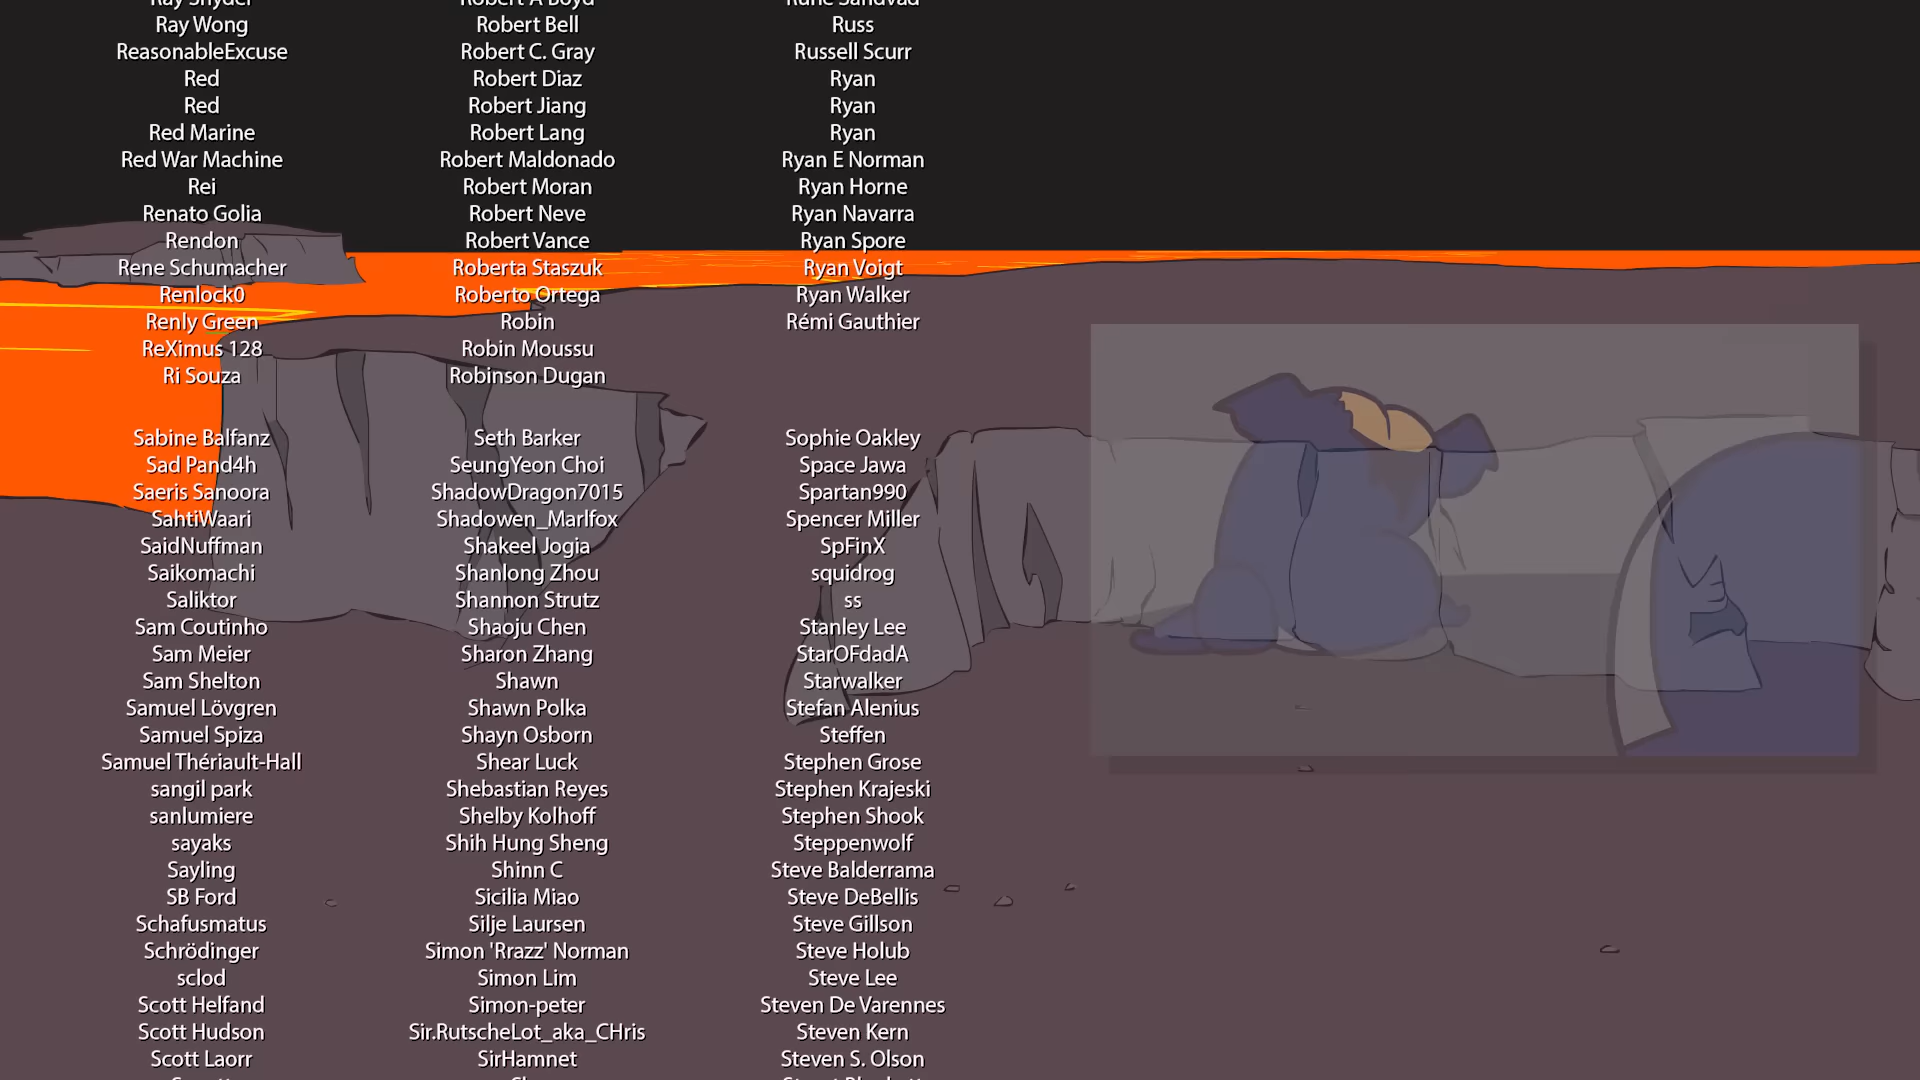 Ray Snyder
Ray Wong
ReasonableExcuse
Red
Red
Red Marine
Red War Machine
Rei
Renato Golia
Rendon
Rene Schumacher
Renlock0
Renly Green
ReXimus 128
Ri Souza
Robert A Boyd
Robert Bell
Robert C. Gray
Robert Diaz
Robert Jiang
Robert Lang
Robert Maldonado
Robert Moran
Robert Neve
Robert Vance
Roberta Staszuk
Roberto Ortega
Robin
Robin Moussu
Robinson Dugan
Rune Sandvad
Russ
Russell Scurr
Ryan
Ryan
Ryan
Ryan E Norman
Ryan Horne
Ryan Navarra
Ryan Spore
Ryan Voigt
Ryan Walker
Rémi Gauthier
Sabine Balfanz
Sad Pand4h
Saeris Sanoora
SahtiWaari
SaidNuffman
Saikomachi
Saliktor
Sam Coutinho
Sam Meier
Sam Shelton
Samuel Lövgren
Samuel Spiza
Samuel Thériault-Hall
sangil park
sanlumiere
sayaks
Sayling
SB Ford
Schafusmatus
Schrödinger
sclod
Scott Helfand
Scott Hudson
Scott Laorr
Seth Barker
SeungYeon Choi
ShadowDragon7015
Shadowen_Marlfox
Shakeel Jogia
Shanlong Zhou
Shannon Strutz
Shaoju Chen
Sharon Zhang
Shawn
Shawn Polka
Shayn Osborn
Shear Luck
Shebastian Reyes
Shelby Kolhoff
Shih Hung Sheng
Shinn C
Sicilia Miao
Silje Laursen
Simon 'Rrazz' Norman
Simon Lim
Simon-peter
Sir.RutscheLot_aka_CHris
SirHamnet
Sophie Oakley
Space Jawa
Spartan990
Spencer Miller
SpFinX
squidrog
ss
Stanley Lee
StarOFdadA
Starwalker
Stefan Alenius
Steffen
Stephen Grose
Stephen Krajeski
Stephen Shook
Steppenwolf
Steve Balderrama
Steve DeBellis
Steve Gillson
Steve Holub
Steve Lee
Steven De Varennes
Steven Kern
Steven S. Olson